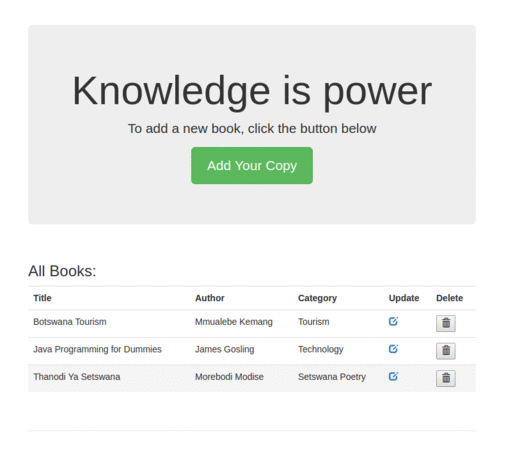 Knowledge is power
To add a new book, click the button below
Add Your Copy
All Books:
Title Author Category Update Delete
Botswana Tourism Mmualebe Kemang Tourism
Java Programming for Dummies James Gosling Technology
Thanodi Ya Setswana Morebodi Modise Setswana Poetry